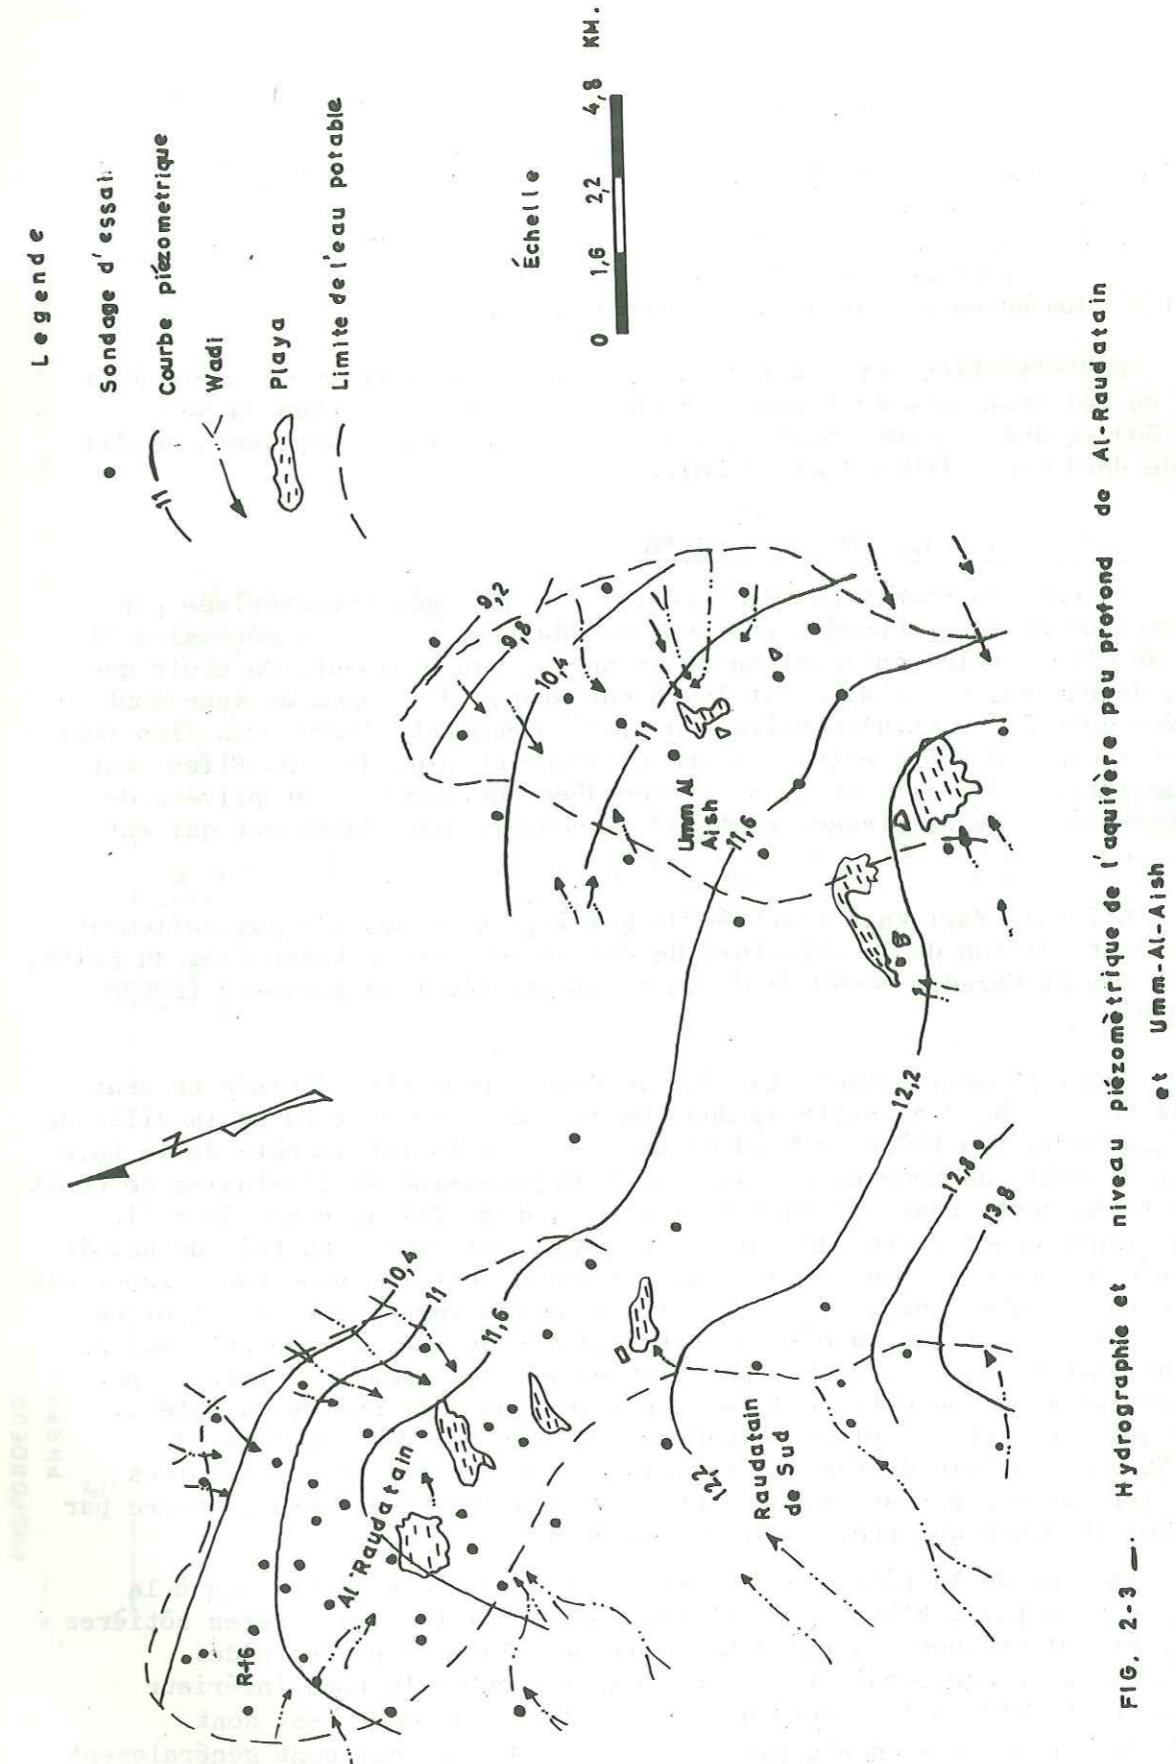 Legende
Sondage d'essai
Courbe piézometrique
11
Wadi
Playa
Limite de l'eau potable
Échelle
0 1,6 2,2 4,8 KM.
N
9,2
9,8
10,4
11
Umm Al
Aish
11,6
B
12,2
12,8
13,8
10,4
11
11,6
Al Raudatain
R-16
12,2
Raudatain
de Sud
FIG. 2-3 —. Hydrographie et niveau piézomètrique de l'aquifère peu profond de Al-Raudatain
et Umm-Al-Aish